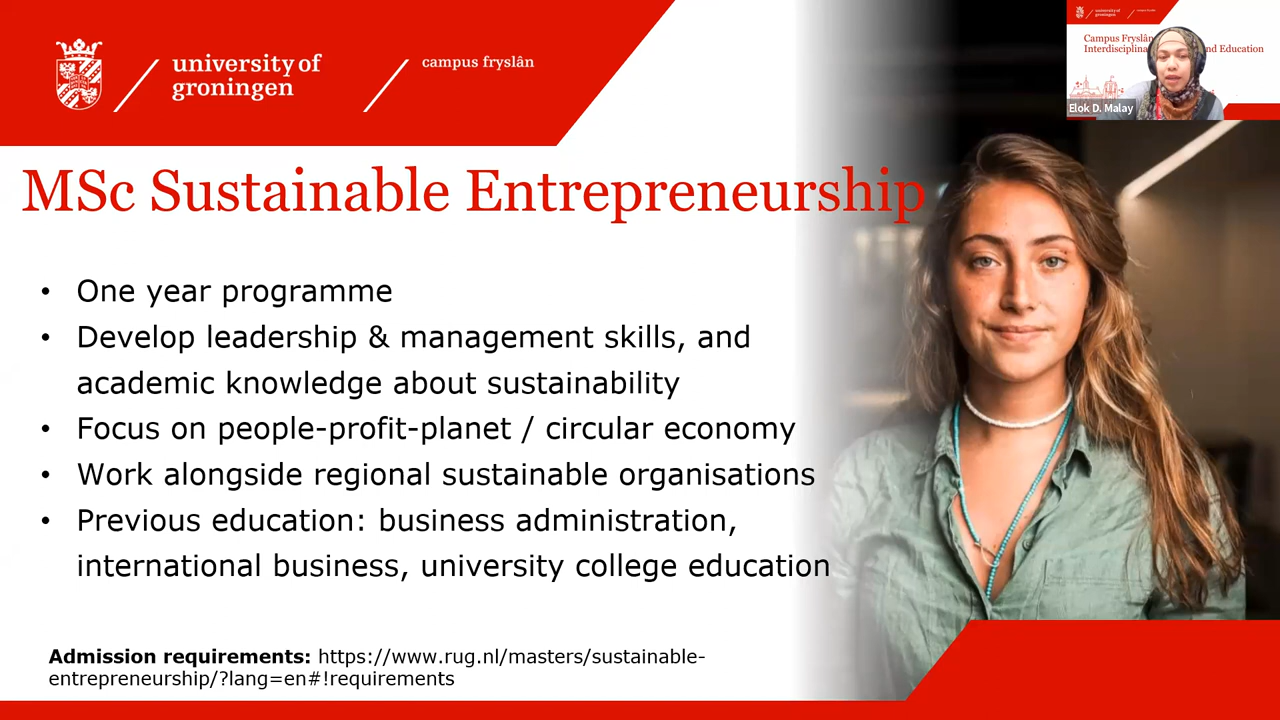 university of
groningen
campus fryslân
Campus Fryslân
Interdisciplina
nd Education
Elok D. Malay
MSc Sustainable Entrepreneurship
• One year programme
• Develop leadership & management skills, and
academic knowledge about sustainability
• Focus on people-profit-planet / circular economy
• Work alongside regional sustainable organisations
• Previous education: business administration,
international business, university college education
Admission requirements: https://www.rug.nl/masters/sustainable-
entrepreneurship/?lang=en#!requirements